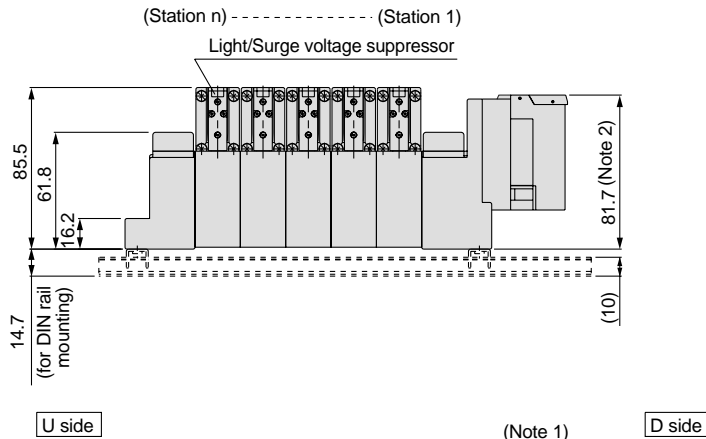 (Station n) ------------- (Station 1)
Light/Surge voltage suppressor
85.5
61.8
16.2
81.7 (Note 2)
14.7
(for DIN rail
mounting)
(10)
U side
(Note 1)
D side